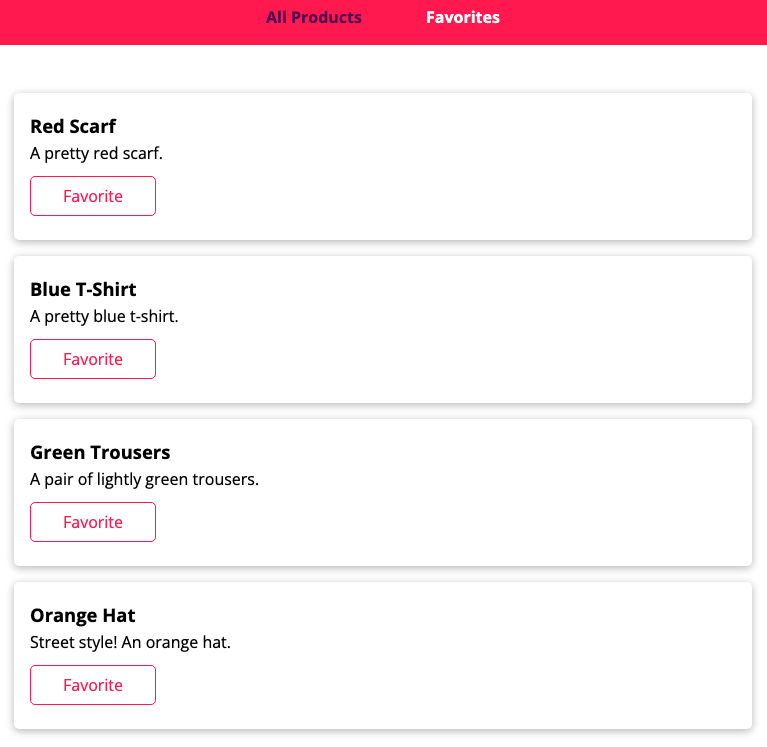 All Products Favorites
Red Scarf
A pretty red scarf.
Favorite
Blue T-Shirt
A pretty blue t-shirt.
Favorite
Green Trousers
A pair of lightly green trousers.
Favorite
Orange Hat
Street style! An orange hat.
Favorite